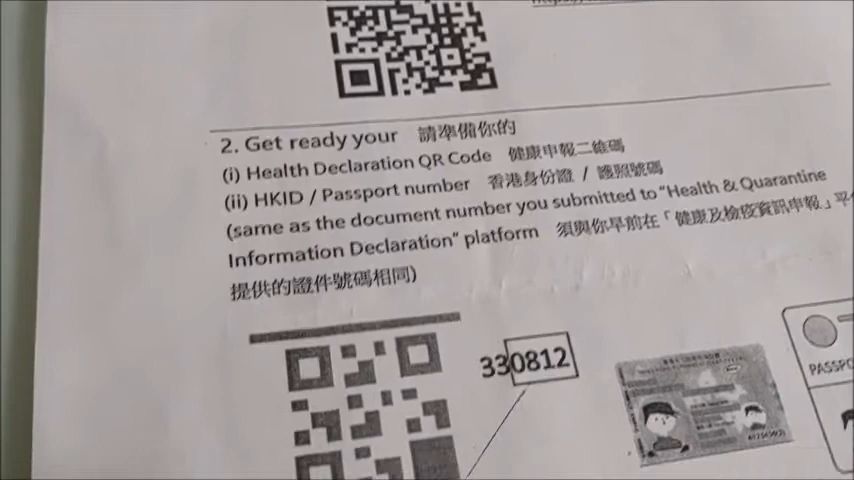 2. Get ready your 請準備你的
(i) Health Declaration QR Code 健康申報二維碼
(ii) HKID / Passport number 香港身份證 / 護照號碼
(same as the document number you submitted to "Health & Quarantine
Information Declaration" platform 須與你早前在「健康及檢疫資訊申報」平
提供的證件號碼相同)
330812
PASSPO